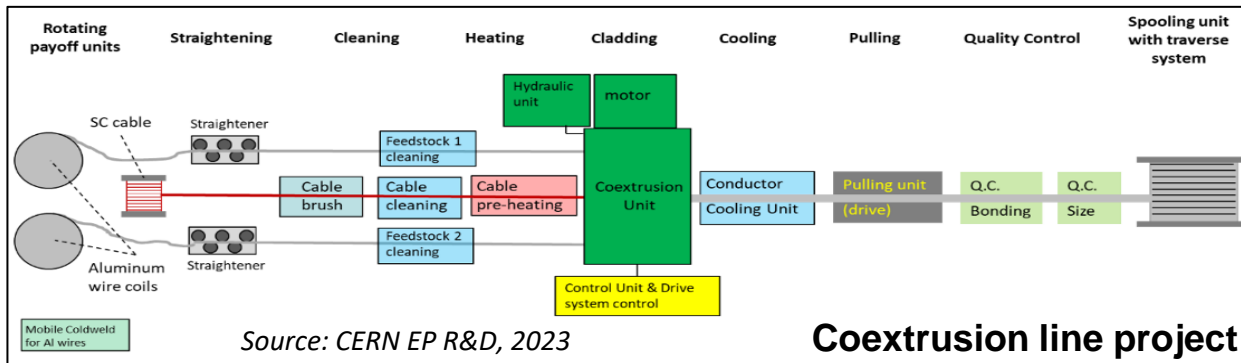 Rotating
payoff units
Straightening
Cleaning
Heating
Cladding
Cooling
Pulling
Quality Control
Spooling unit
with traverse
system
Hydraulic
unit
motor
SC cable
Straightener
Feedstock 1
cleaning
Cable
brush
Cable
cleaning
Cable
pre-heating
Coextrusion
Unit
Conductor
Cooling Unit
Pulling unit
(drive)
Q.C.
Bonding
Q.C.
Size
Feedstock 2
cleaning
Straightener
Aluminum
wire coils
Control Unit & Drive
system control
Mobile Coldweld
for Al wires
Source: CERN EP R&D, 2023
Coextrusion line project